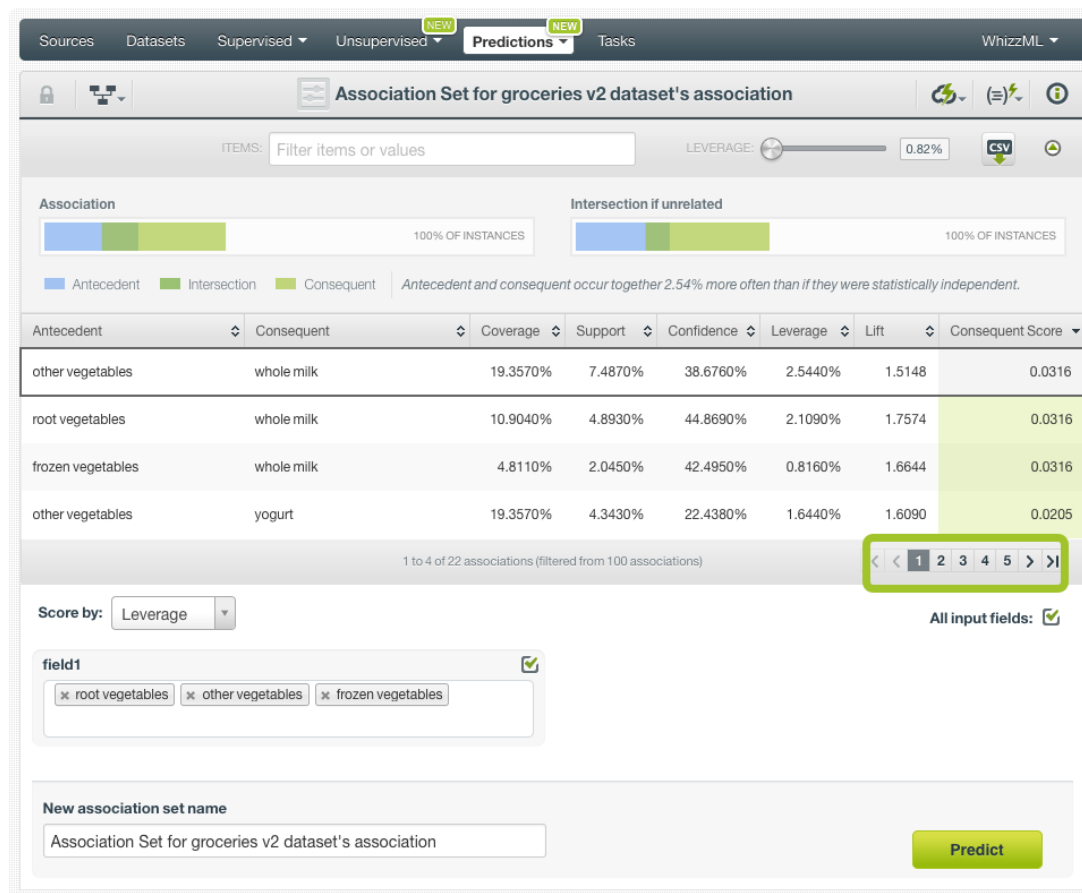 NEW NEW
Sources Datasets Supervised Unsupervised Predictions Tasks WhizzML
Association Set for groceries v2 dataset's association
ITEMS: Filter items or values LEVERAGE: 0.82% CSV
Association Intersection if unrelated
100% OF INSTANCES 100% OF INSTANCES
Antecedent Intersection Consequent Antecedent and consequent occur together 2.54% more often than if they were statistically independent.
Antecedent Consequent Coverage Support Confidence Leverage Lift Consequent Score
other vegetables whole milk 19.3570% 7.4870% 38.6760% 2.5440% 1.5148 0.0316
root vegetables whole milk 10.9040% 4.8930% 44.8690% 2.1090% 1.7574 0.0316
frozen vegetables whole milk 4.8110% 2.0450% 42.4950% 0.8160% 1.6644 0.0316
other vegetables yogurt 19.3570% 4.3430% 22.4380% 1.6440% 1.6090 0.0205
1 to 4 of 22 associations (filtered from 100 associations) 1 2 3 4 5
Score by: Leverage All input fields:
field1
root vegetables other vegetables frozen vegetables
New association set name
Association Set for groceries v2 dataset's association
Predict